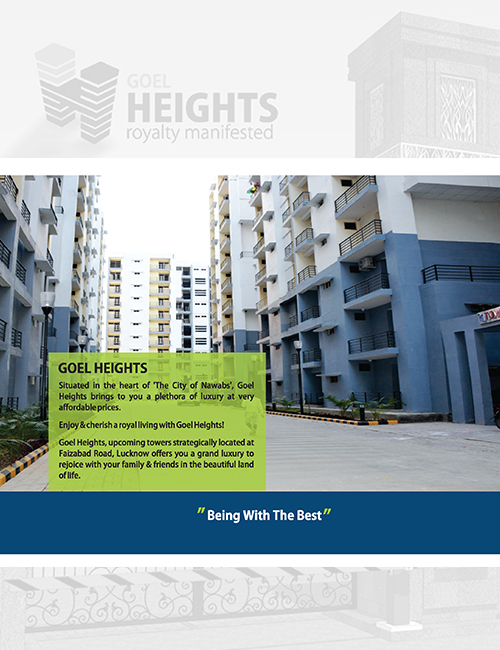 GOEL
HEIGHTS
royalty manifested
GOEL HEIGHTS
Situated in the heart of 'The City of Nawabs', Goel
Heights brings to you a plethora of luxury at very
affordable prices.
Enjoy & cherish a royal living with Goel Heights!
Goel Heights, upcoming towers strategically located at
Faizabad Road, Lucknow offers you a grand luxury to
rejoice with your family & friends in the beautiful land
of life.
" Being With The Best "